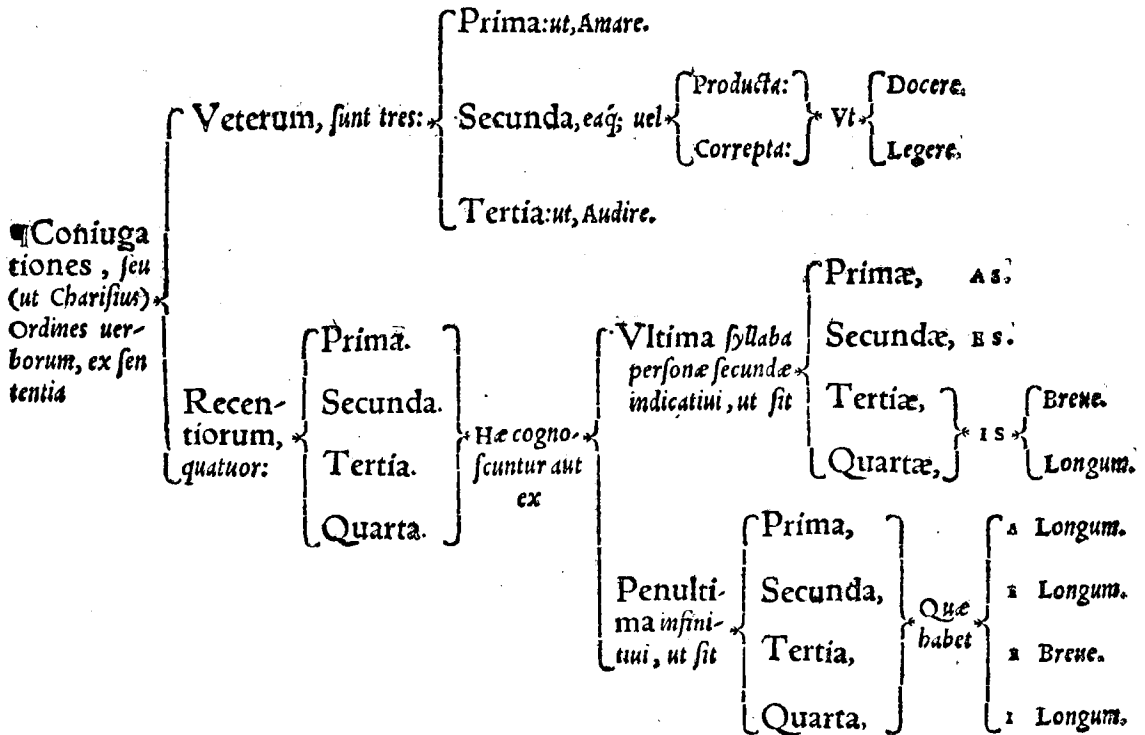 ¶Coniuga
tiones, ſeu
(ut Chariſius)
Ordines uer-
borum, ex ſen
tentia
Veterum, ſunt tres:
Prima: ut, Amare.
Secunda, eaq́; uel
Producta:
Correpta:
Vt
Docere.
Legere.
Tertia: ut, Audire.
Recen-
tiorum,
quatuor:
Prima.
Secunda.
Tertia.
Quarta.
Hæ cogno-
ſcuntur aut
ex
Vltima ſyllaba
perſonæ ſecundæ
indicatiui, ut ſit
Primæ, AS.
Secundæ, ES.
Tertiæ,
Quartæ,
IS
Breue.
Longum.
Penulti-
ma infini-
tiui, ut ſit
Prima,
Secunda,
Tertia,
Quarta,
Quæ
habet
A Longum.
E Longum.
E Breue.
I Longum.